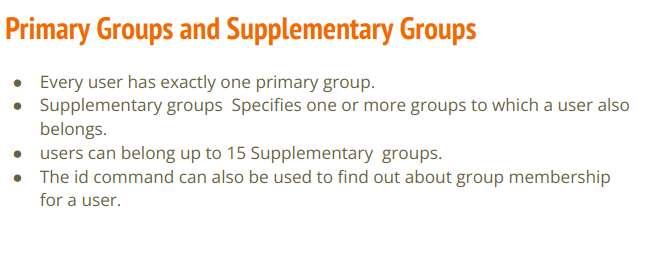 Primary Groups and Supplementary Groups
● Every user has exactly one primary group.
● Supplementary groups  Specifies one or more groups to which a user also
belongs.
● users can belong up to 15 Supplementary  groups.
● The id command can also be used to find out about group membership
for a user.